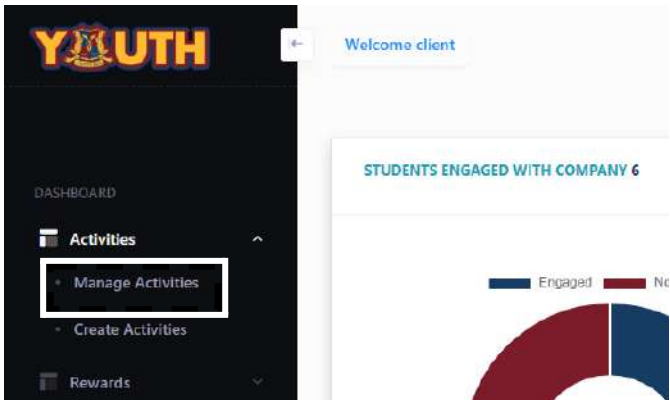 YOUTH
Welcome client
STUDENTS ENGAGED WITH COMPANY 6
DASHBOARD
Activities
Manage Activities
Create Activities
Rewards
Engaged
No